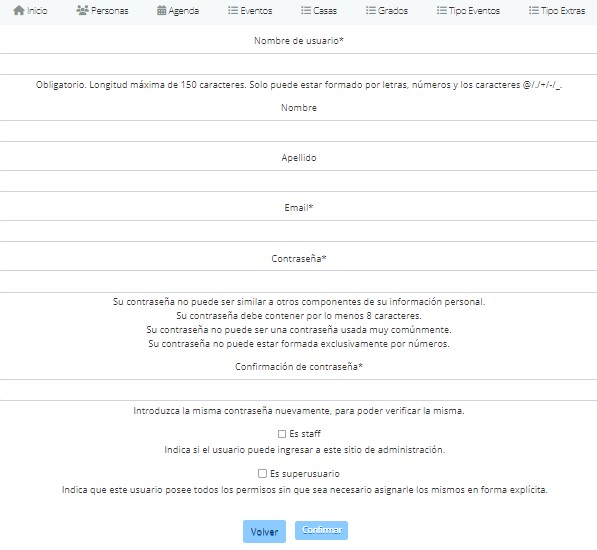 Inicio Personas Agenda Eventos Casas Grados Tipo Eventos Tipo Extras
Nombre de usuario*
Obligatorio. Longitud máxima de 150 caracteres. Solo puede estar formado por letras, números y los caracteres @/./+/-/_.
Nombre
Apellido
Email*
Contraseña*
Su contraseña no puede ser similar a otros componentes de su información personal.
Su contraseña debe contener por lo menos 8 caracteres.
Su contraseña no puede ser una contraseña usada muy comúnmente.
Su contraseña no puede estar formada exclusivamente por números.
Confirmación de contraseña*
Introduzca la misma contraseña nuevamente, para poder verificar la misma.
Es staff
Indica si el usuario puede ingresar a este sitio de administración.
Es superusuario
Indica que este usuario posee todos los permisos sin que sea necesario asignarle los mismos en forma explícita.
Volver Confirmar